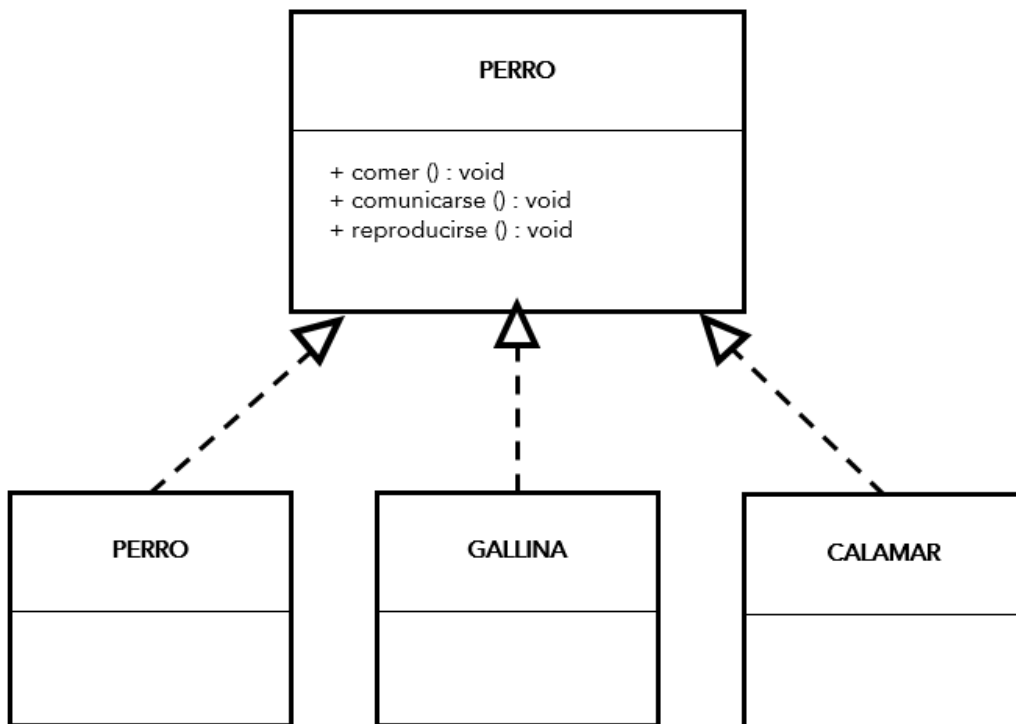 PERRO
+ comer () : void
+ comunicarse () : void
+ reproducirse () : void
PERRO
GALLINA
CALAMAR